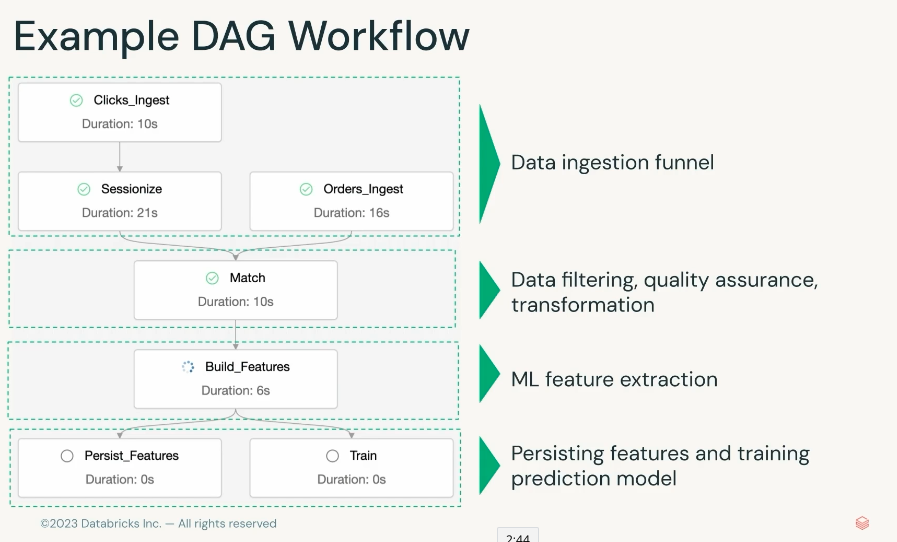 Example DAG Workflow
Clicks_Ingest
Duration: 10s
Sessionize
Duration: 21s
Orders_Ingest
Duration: 16s
Data ingestion funnel
Match
Duration: 10s
Data filtering, quality assurance,
transformation
Build_Features
Duration: 6s
ML feature extraction
Persist_Features
Duration: 0s
Train
Duration: 0s
Persisting features and training
prediction model
©2023 Databricks Inc. — All rights reserved
2:44